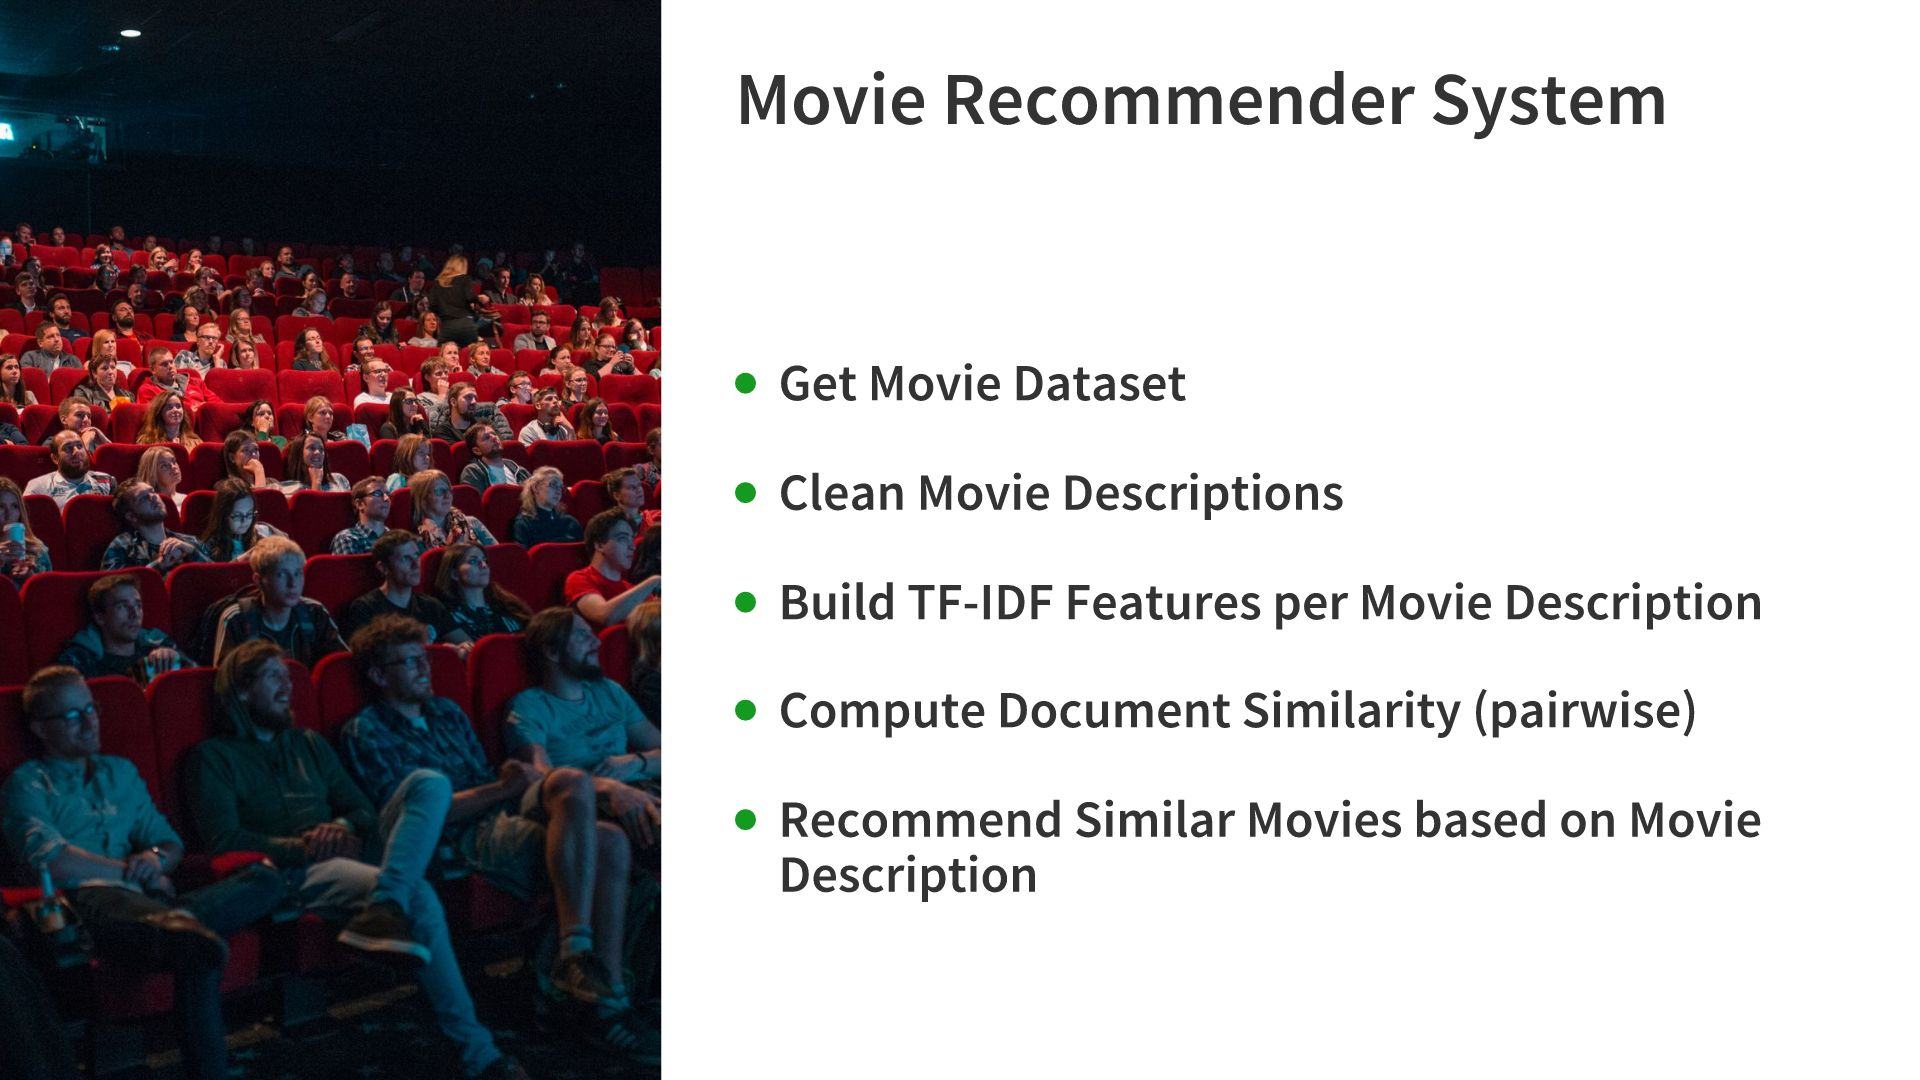 Movie Recommender System
Get Movie Dataset
Clean Movie Descriptions
Build TF-IDF Features per Movie Description
Compute Document Similarity (pairwise)
Recommend Similar Movies based on Movie
Description